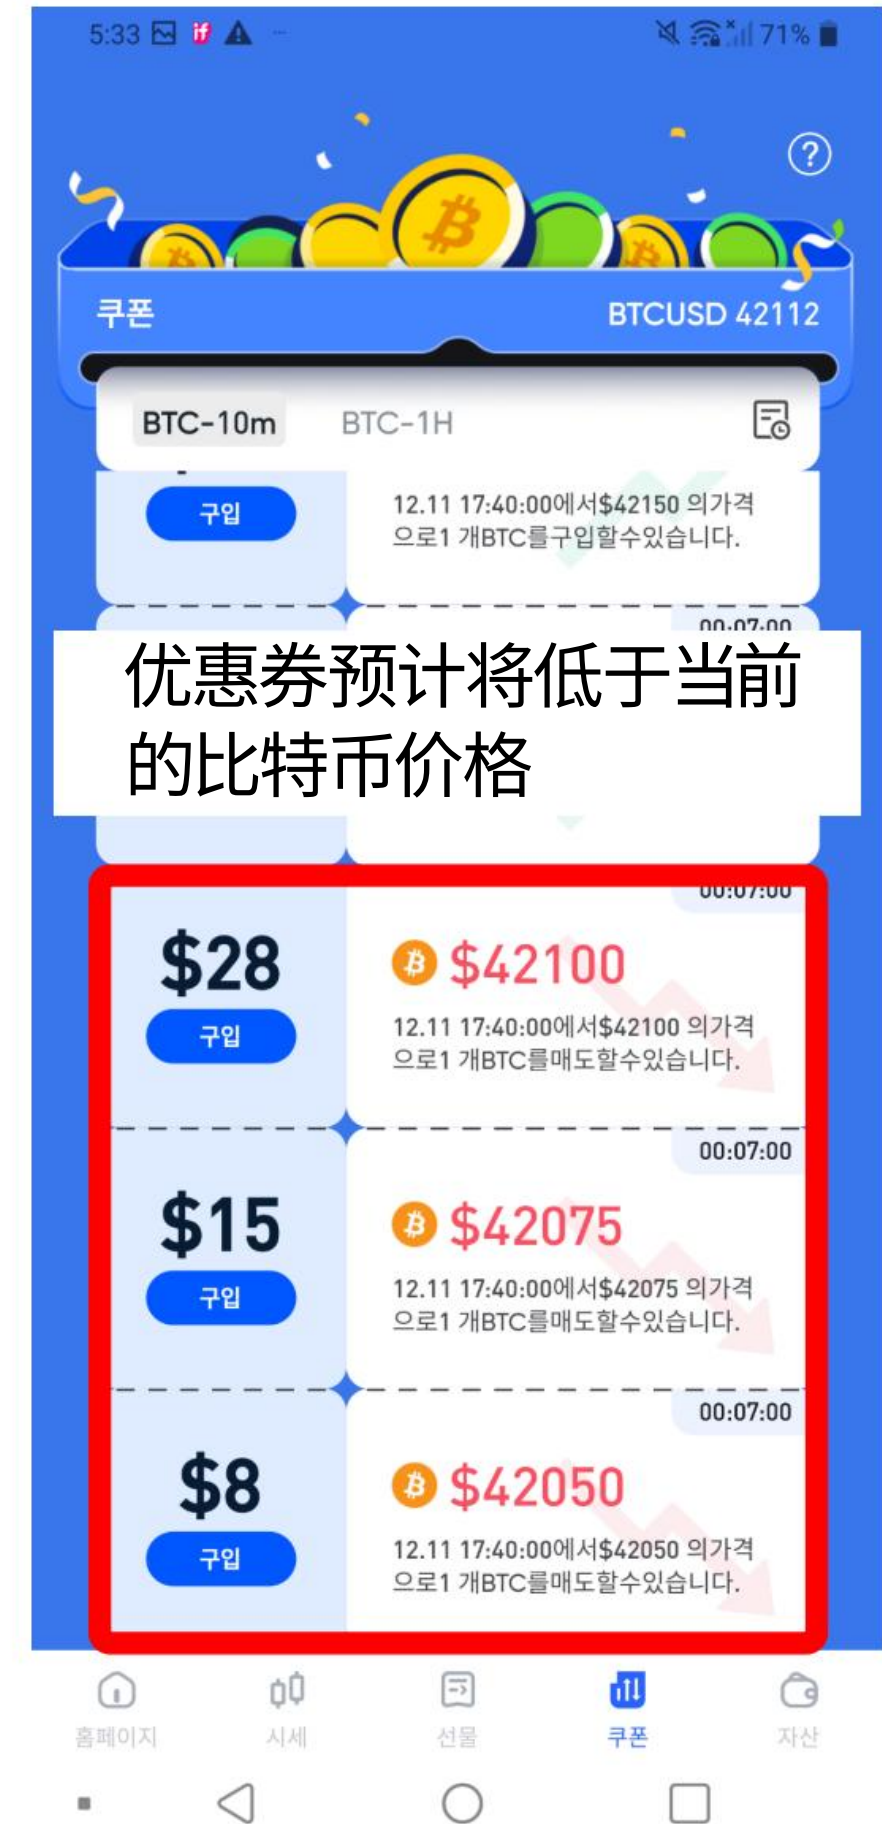 5:33
if
71%
쿠폰
BTCUSD 42112
BTC-10m
BTC-1H
구입
12.11 17:40:00에서$42150 의가격
으로1 개BTC를구입할수있습니다.
00:07:00
优惠券预计将低于当前
的比特币价格
00:07:00
$28
구입
$42100
12.11 17:40:00에서$42100 의가격
으로1 개BTC를매도할수있습니다.
00:07:00
$15
구입
$42075
12.11 17:40:00에서$42075 의가격
으로1 개BTC를매도할수있습니다.
00:07:00
$8
구입
$42050
12.11 17:40:00에서$42050 의가격
으로1 개BTC를매도할수있습니다.
홈페이지
시세
선물
쿠폰
자산